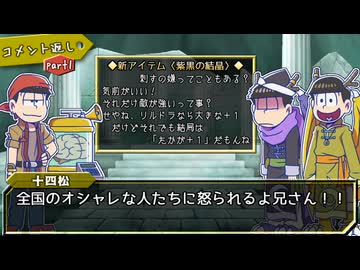 コメント返し
Part1
◆新アイテム〈紫黒の結晶〉◆
刺すの嫌ってこともある？
気前がいい！
それだけ敵が強いって事？
せやね、リルドラなら大きな＋１
だけどそれでも結局は
「たかが＋１」だもんね
十四松
全国のオシャレな人たちに怒られるよ兄さん！！